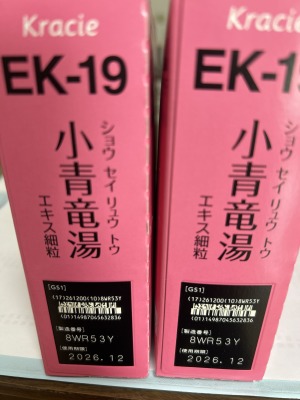 Kracie
EK-19
小青竜湯
ショウ セイ リュウ トウ
エキス細粒
[GS1]
(17)261200(10)8WR53Y
(01)14987045632836
[製造番号]
8WR53Y
[使用期限]
2026.12
Kracie
EK-1
小青竜湯
ショウ セイ リュウ トウ
エキス細粒
[GS1]
(17)261200(10)8WR53Y
(01)14987045632836
[製造番号]
8WR53Y
[使用期限]
2026.12